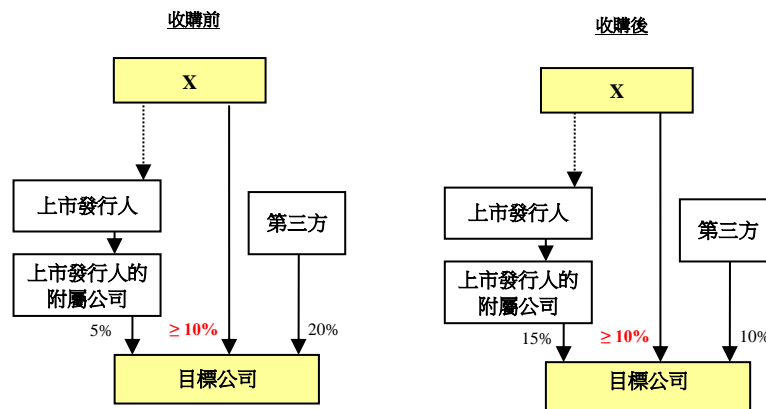 收購前
X
上市發行人
第三方
上市發行人的
附屬公司
5%
≥ 10%
20%
目標公司
收購後
X
上市發行人
第三方
上市發行人的
附屬公司
15%
≥ 10%
10%
目標公司